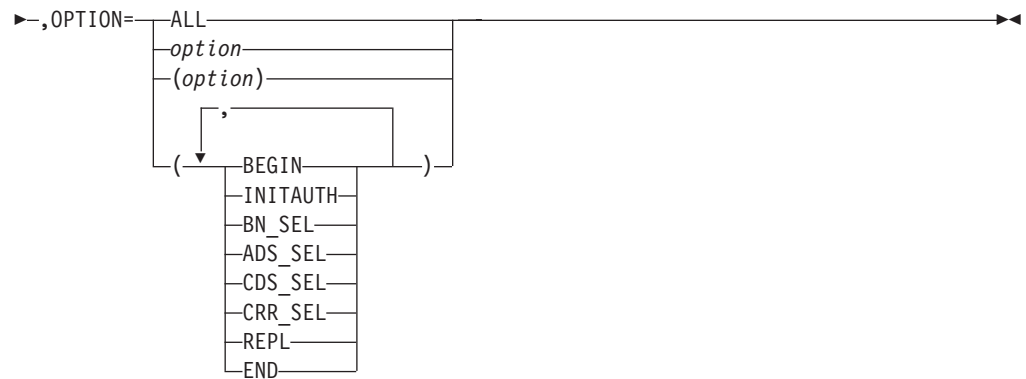 ,OPTION= ALL
option
(option)
,
( BEGIN )
INITAUTH
BN_SEL
ADS_SEL
CDS_SEL
CRR_SEL
REPL
END